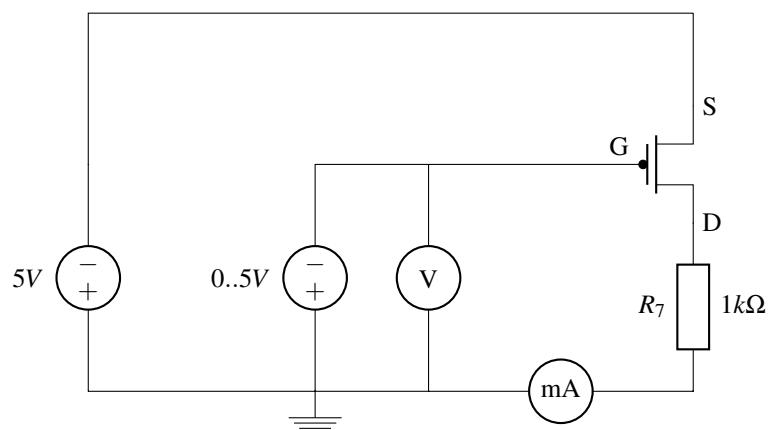 S
G
D
5V
− +
0..5V
− +
V
R₇
1kΩ
mA